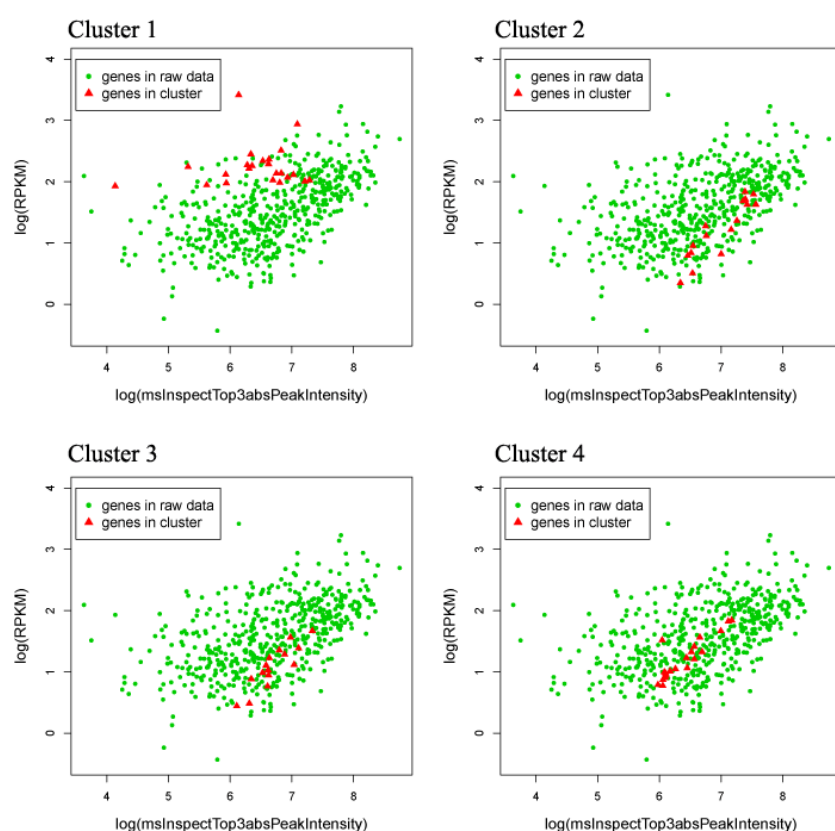 Cluster 1
genes in raw data
genes in cluster
log(RPKM)
4
3
2
1
0
4 5 6 7 8
log(msInspectTop3absPeakIntensity)
Cluster 2
genes in raw data
genes in cluster
log(RPKM)
4
3
2
1
0
4 5 6 7 8
log(msInspectTop3absPeakIntensity)
Cluster 3
genes in raw data
genes in cluster
log(RPKM)
4
3
2
1
0
4 5 6 7 8
log(msInspectTop3absPeakIntensity)
Cluster 4
genes in raw data
genes in cluster
log(RPKM)
4
3
2
1
0
4 5 6 7 8
log(msInspectTop3absPeakIntensity)